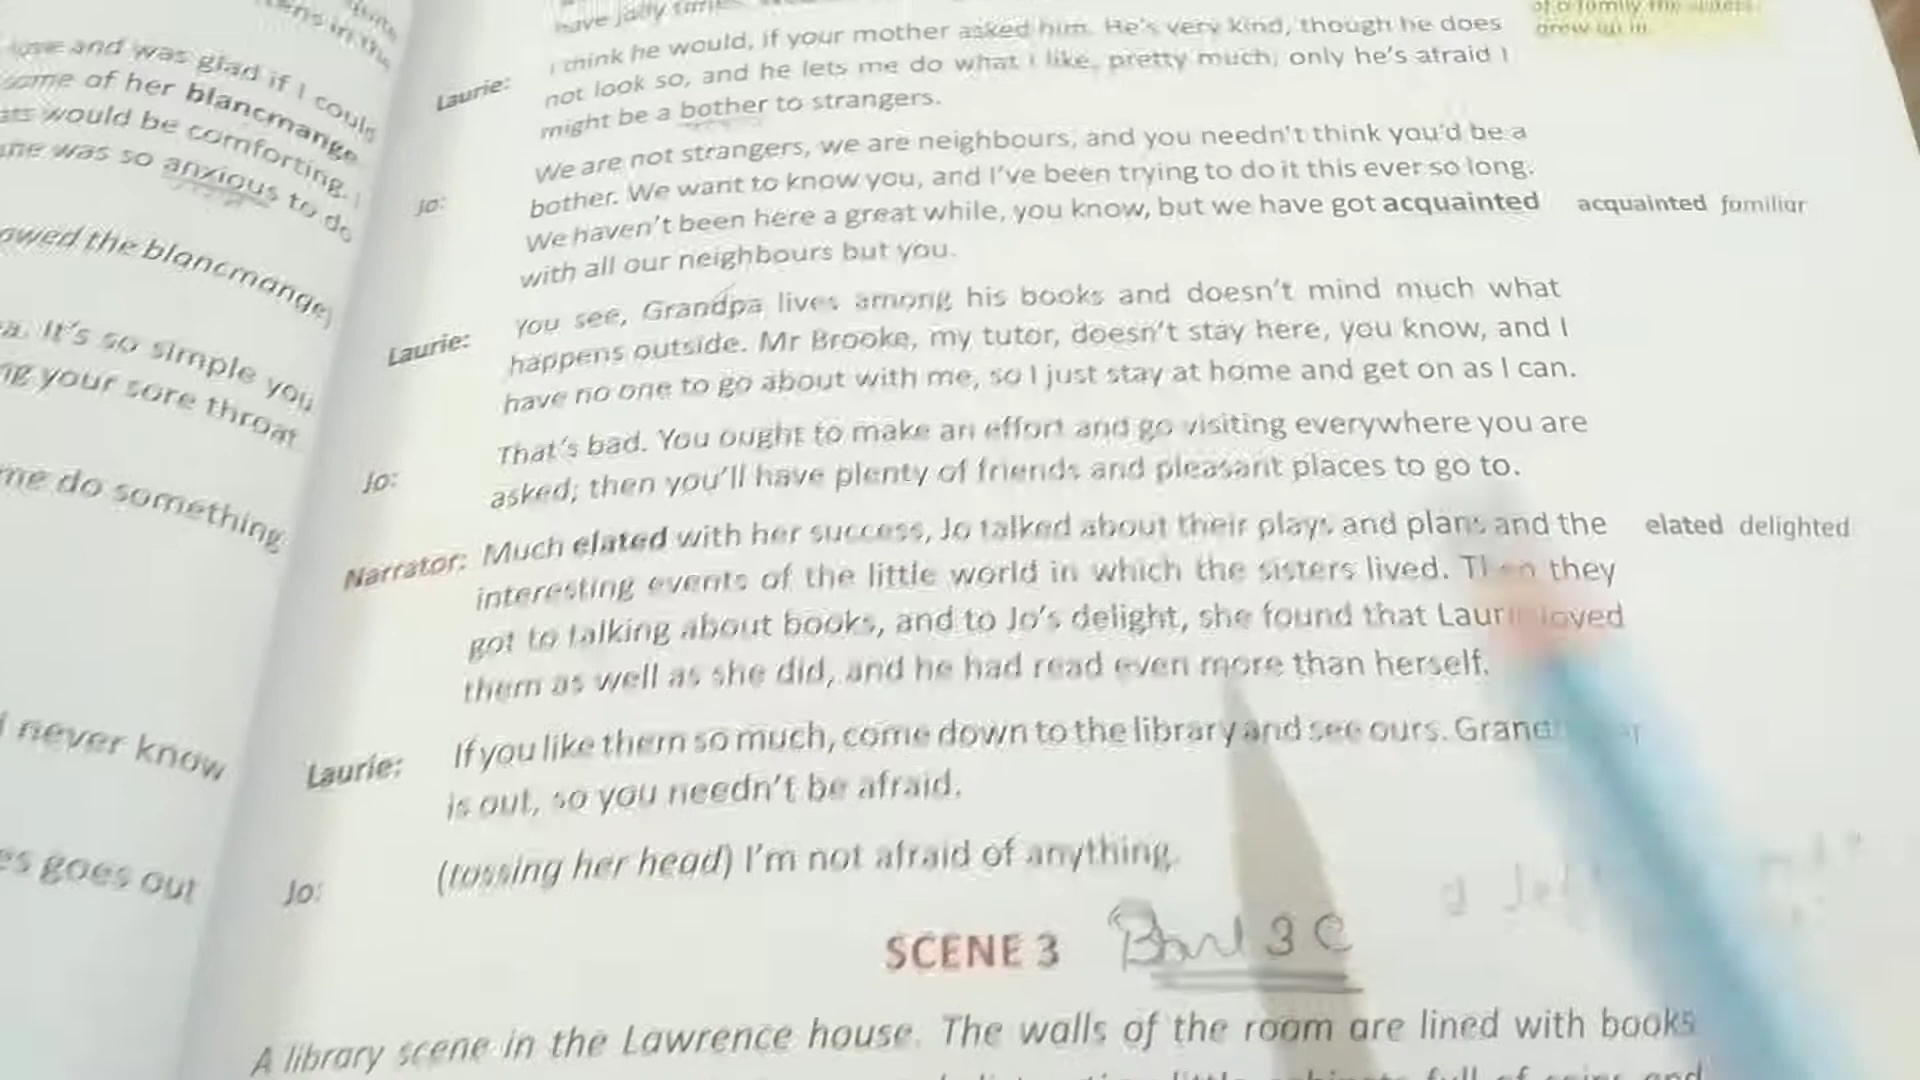 love and was glad if I could
some of her blancmange
would be comforting. I
was so anxious to do
the blancmange)
It's so simple you
your sore throat
me do something
I never know
goes out
have jolly
Laurie: I think he would, if your mother asked him. He's very kind, though he does
not look so, and he lets me do what I like, pretty much, only he's afraid I
might be a bother to strangers.
Jo: We are not strangers, we are neighbours, and you needn't think you'd be a
bother. We want to know you, and I've been trying to do it this ever so long.
We haven't been here a great while, you know, but we have got acquainted
with all our neighbours but you.
acquainted familiar
Laurie: You see, Grandpa lives among his books and doesn't mind much what
happens outside. Mr Brooke, my tutor, doesn't stay here, you know, and I
have no one to go about with me, so I just stay at home and get on as I can.
Jo: That's bad. You ought to make an effort and go visiting everywhere you are
asked; then you'll have plenty of friends and pleasant places to go to.
Narrator: Much elated with her success, Jo talked about their plays and plans and the
interesting events of the little world in which the sisters lived. Then they
got to talking about books, and to Jo's delight, she found that Laurie loved
them as well as she did, and he had read even more than herself.
elated delighted
Laurie: If you like them so much, come down to the library and see ours.
is out, so you needn't be afraid.
Jo: (tossing her head) I'm not afraid of anything.
SCENE 3
3
A library scene in the Lawrence house. The walls of the room are lined with books
full of coins and